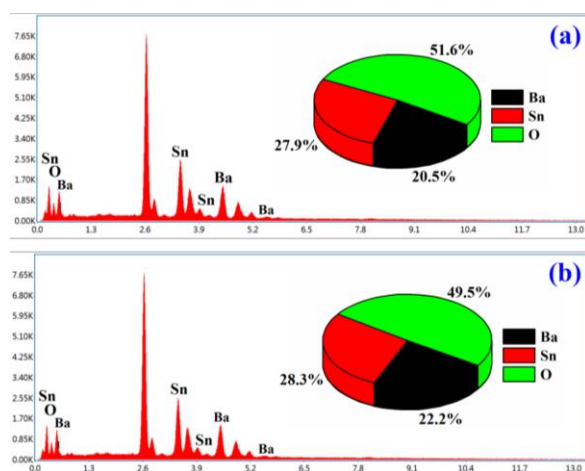 (a)
7.65K
6.80K
5.95K
5.10K
4.25K
3.40K
2.55K
1.70K
0.85K
0.00K
0.0 1.3 2.6 3.9 5.2 6.5 7.8 9.1 10.4 11.7 13.0
Sn
O
Ba
Sn
Sn
Ba
Ba
51.6%
27.9%
20.5%
Ba
Sn
O
(b)
7.65K
6.80K
5.95K
5.10K
4.25K
3.40K
2.55K
1.70K
0.85K
0.00K
0.0 1.3 2.6 3.9 5.2 6.5 7.8 9.1 10.4 11.7 13.0
Sn
O
Ba
Sn
Sn
Ba
Ba
49.5%
28.3%
22.2%
Ba
Sn
O